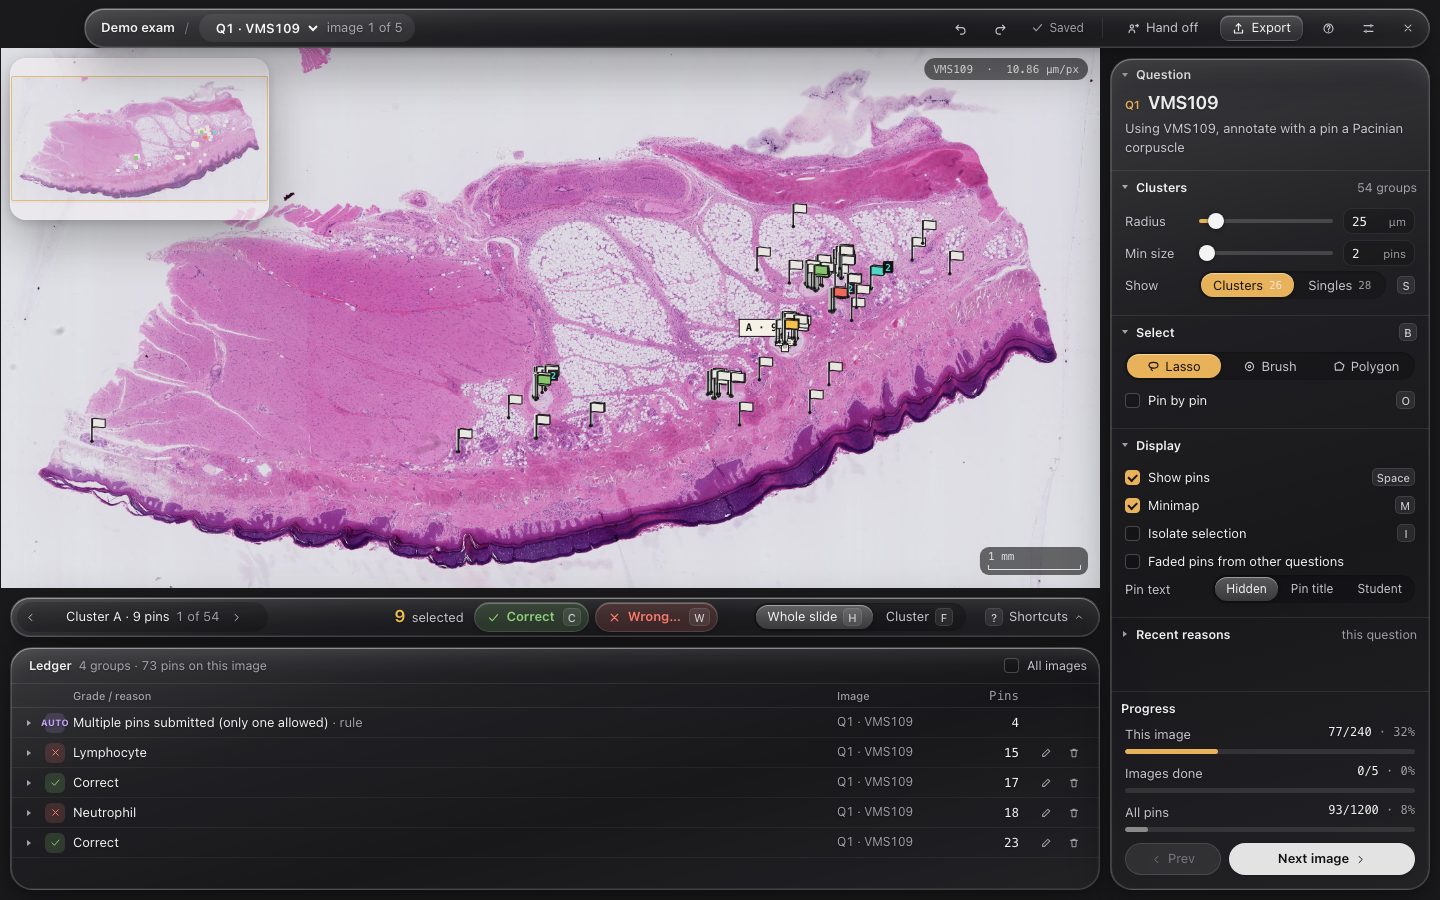 Demo exam / Q1 · VMS109 image 1 of 5
Saved Hand off Export
VMS109 · 10.86 µm/px
2
2
A · 9
2
1 mm
Question
Q1 VMS109
Using VMS109, annotate with a pin a Pacinian
corpuscle
Clusters 54 groups
Radius 25 µm
Min size 2 pins
Show Clusters 26 Singles 28 S
Select B
Lasso Brush Polygon
Pin by pin O
Display
Show pins Space
Minimap M
Isolate selection I
Faded pins from other questions
Pin text Hidden Pin title Student
Recent reasons this question
Progress
This image 77/240 · 32%
Images done 0/5 · 0%
All pins 93/1200 · 8%
Prev Next image
Cluster A · 9 pins 1 of 54
9 selected Correct C Wrong... W
Whole slide H Cluster F ? Shortcuts
Ledger 4 groups · 73 pins on this image All images
Grade / reason Image Pins
AUTO Multiple pins submitted (only one allowed) · rule Q1 · VMS109 4
Lymphocyte Q1 · VMS109 15
Correct Q1 · VMS109 17
Neutrophil Q1 · VMS109 18
Correct Q1 · VMS109 23